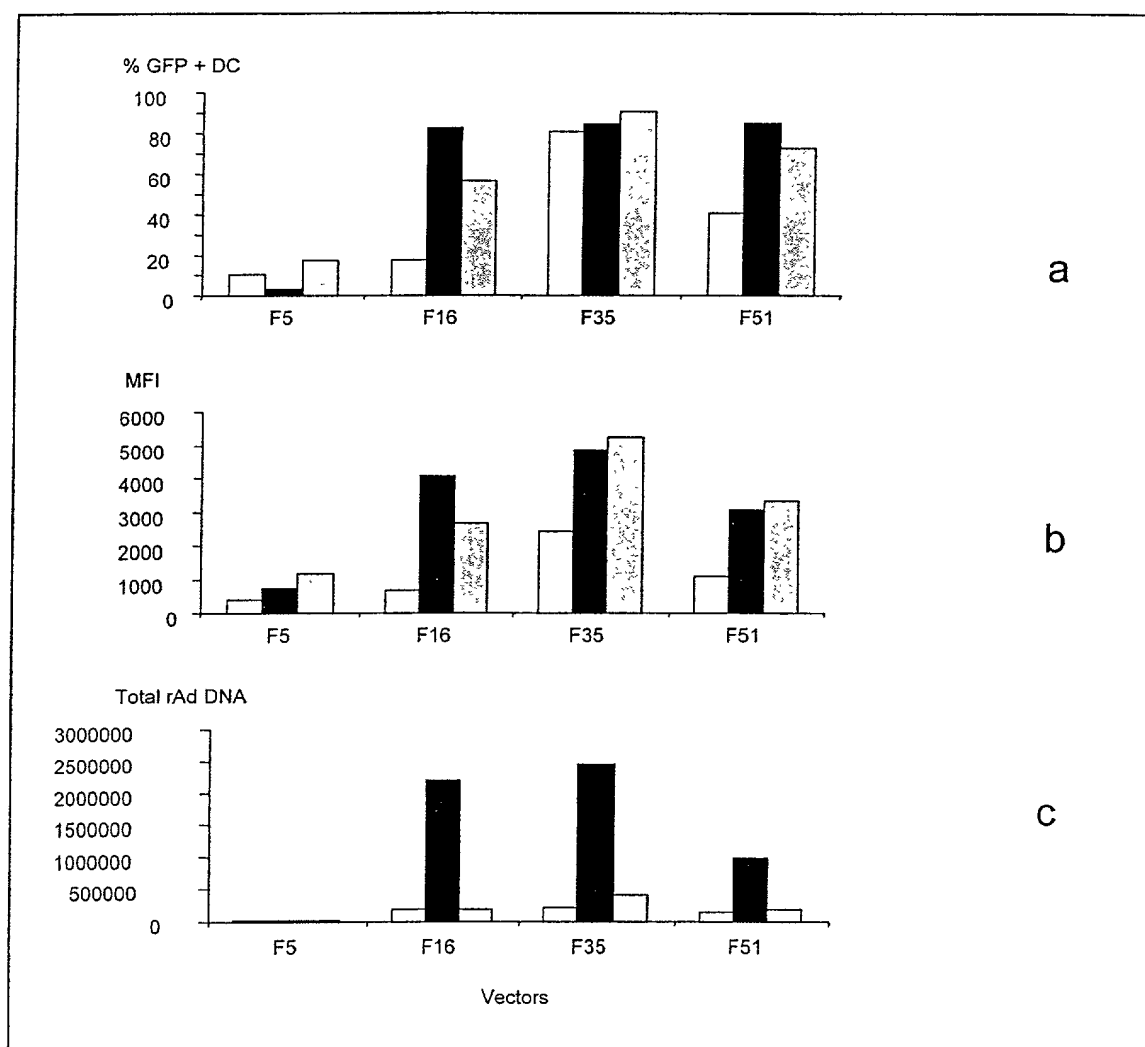 % GFP + DC
100
80
60
40
20
0
F5 F16 F35 F51
a
MFI
6000
5000
4000
3000
2000
1000
0
F5 F16 F35 F51
b
Total rAd DNA
3000000
2500000
2000000
1500000
1000000
500000
0
F5 F16 F35 F51
c
Vectors